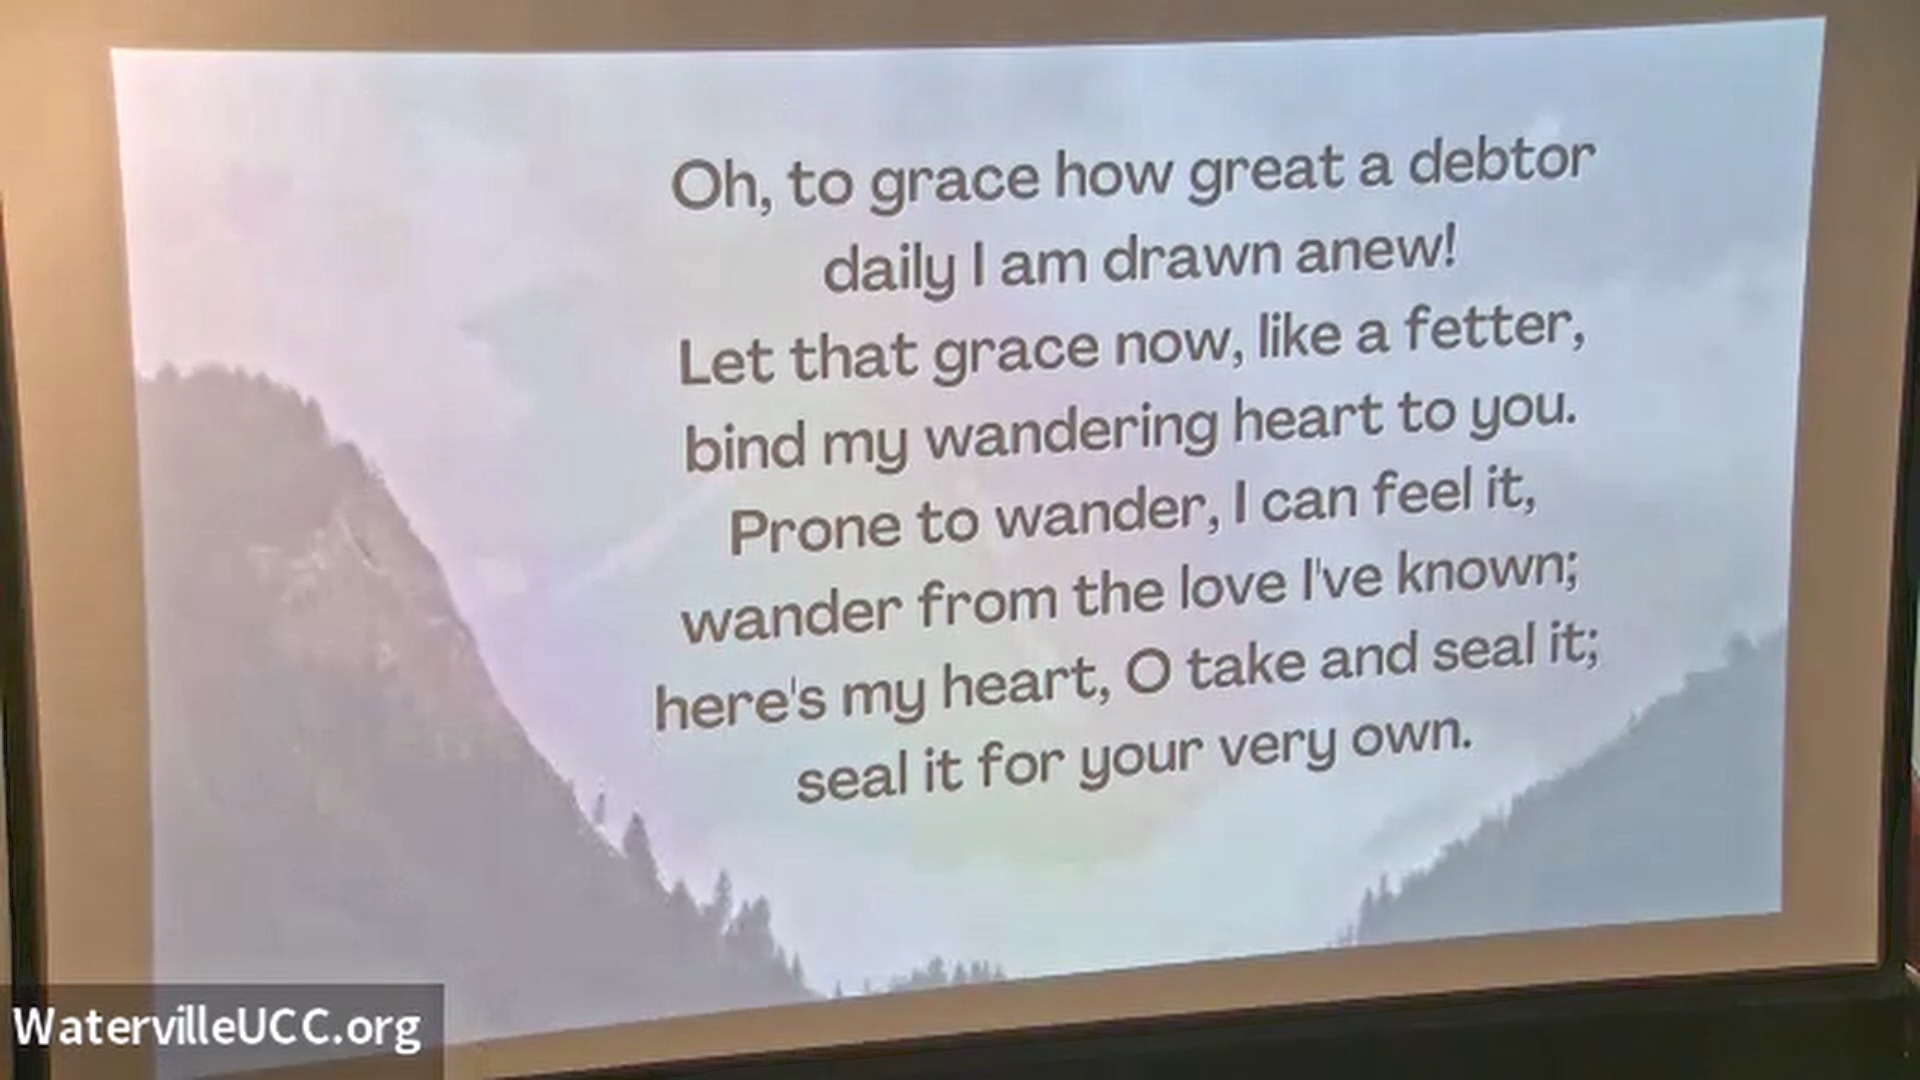 Oh, to grace how great a debtor
daily I am drawn anew!
Let that grace now, like a fetter,
bind my wandering heart to you.
Prone to wander, I can feel it,
wander from the love I've known;
here's my heart, O take and seal it;
seal it for your very own.
WatervilleUCC.org